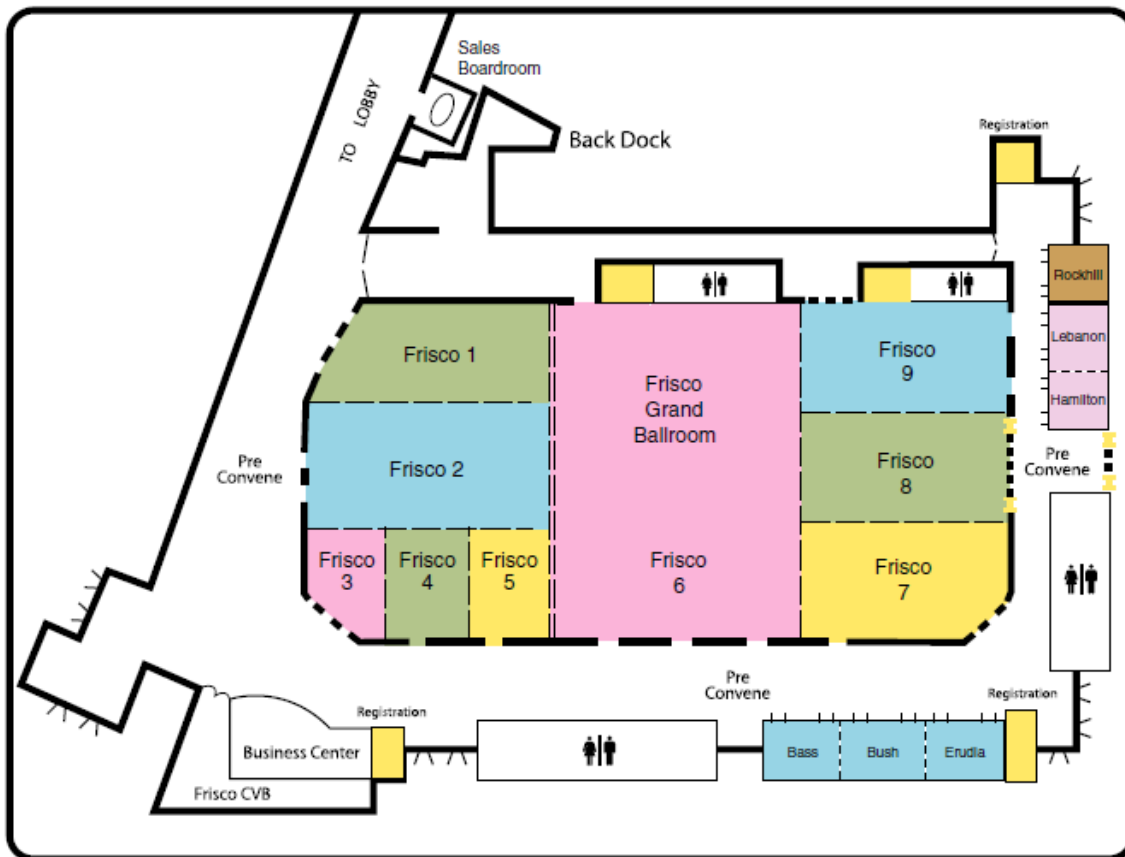 Sales
Boardroom
TO LOBBY
Back Dock
Registration
Rockhill
Lebanon
Hamilton
Frisco 1
Frisco
Grand
Ballroom
Frisco
9
Pre
Convene
Frisco 2
Frisco
8
Pre
Convene
Frisco
3
Frisco
4
Frisco
5
Frisco
6
Frisco
7
Pre
Convene
Registration
Registration
Business Center
Bass
Bush
Erudia
Frisco CVB